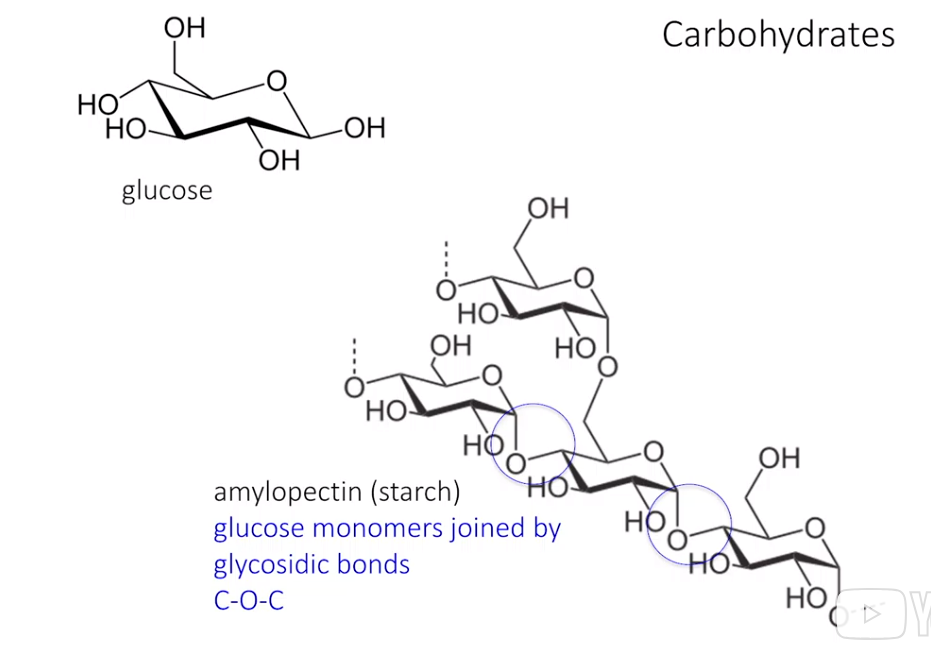 Carbohydrates
OH
O
HO
HO
OH
OH
glucose
OH
O
O
HO
HO
O
OH
O
O
HO
HO
O
O
HO
HO
O
OH
O
HO
HO
O
amylopectin (starch)
glucose monomers joined by
glycosidic bonds
C-O-C